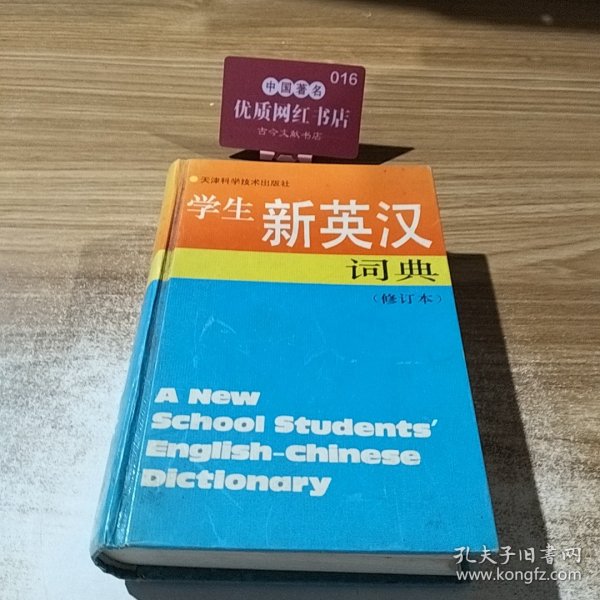 016
中国著名
优质网红书店
古今文献书店
天津科学技术出版社
学生 新英汉
词典
(修订本)
A New
School Students'
English-Chinese
Dictionary
孔夫子旧书网
www.kongfz.com